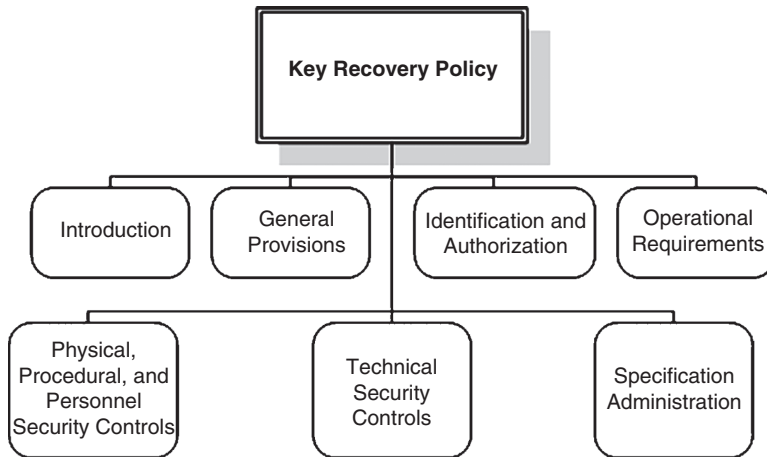 Key Recovery Policy
Introduction
General
Provisions
Identification and
Authorization
Operational
Requirements
Physical,
Procedural, and
Personnel
Security Controls
Technical
Security
Controls
Specification
Administration